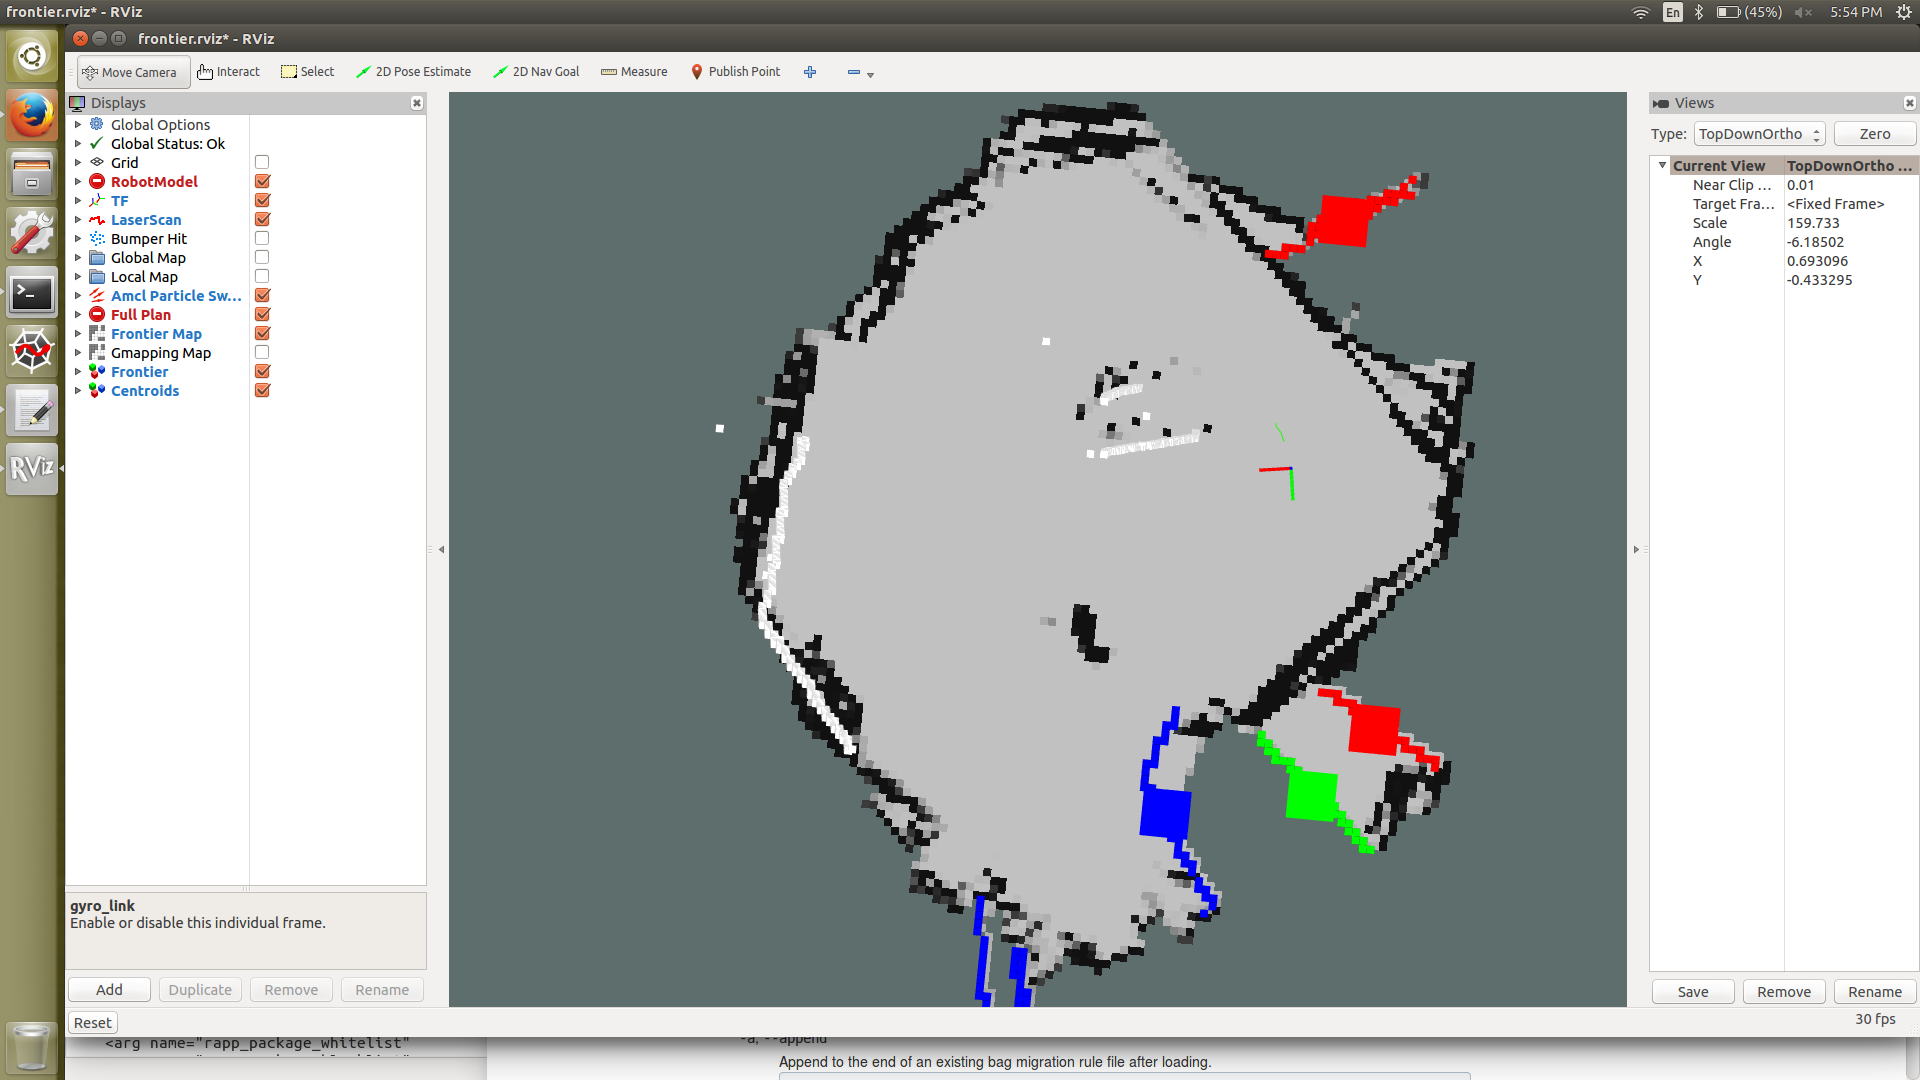 frontier.rviz* - RViz
En
(45%)
5:54 PM
frontier.rviz* - RViz
Move Camera
Interact
Select
2D Pose Estimate
2D Nav Goal
Measure
Publish Point
Displays
Global Options
Global Status: Ok
Grid
RobotModel
TF
LaserScan
Bumper Hit
Global Map
Local Map
Amcl Particle Sw...
Full Plan
Frontier Map
Gmapping Map
Frontier
Centroids
gyro_link
Enable or disable this individual frame.
Add
Duplicate
Remove
Rename
Reset
Views
Type:
TopDownOrtho
Zero
Current View
TopDownOrtho ...
Near Clip ...
0.01
Target Fra...
<Fixed Frame>
Scale
159.733
Angle
-6.18502
X
0.693096
Y
-0.433295
Save
Remove
Rename
30 fps
RViz
<arg name="rapp_package_whitelist"
-a, --append
Append to the end of an existing bag migration rule file after loading.